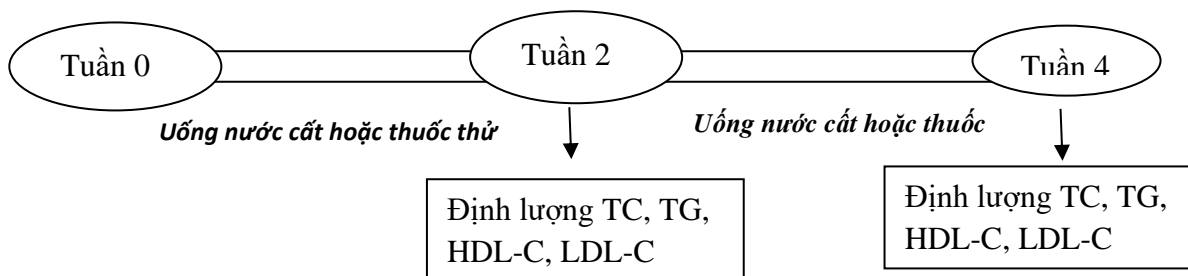 Tuần 0
Tuần 2
Tuần 4
Uống nước cất hoặc thuốc thử
Uống nước cất hoặc thuốc
Định lượng TC, TG,
HDL-C, LDL-C
Định lượng TC, TG,
HDL-C, LDL-C